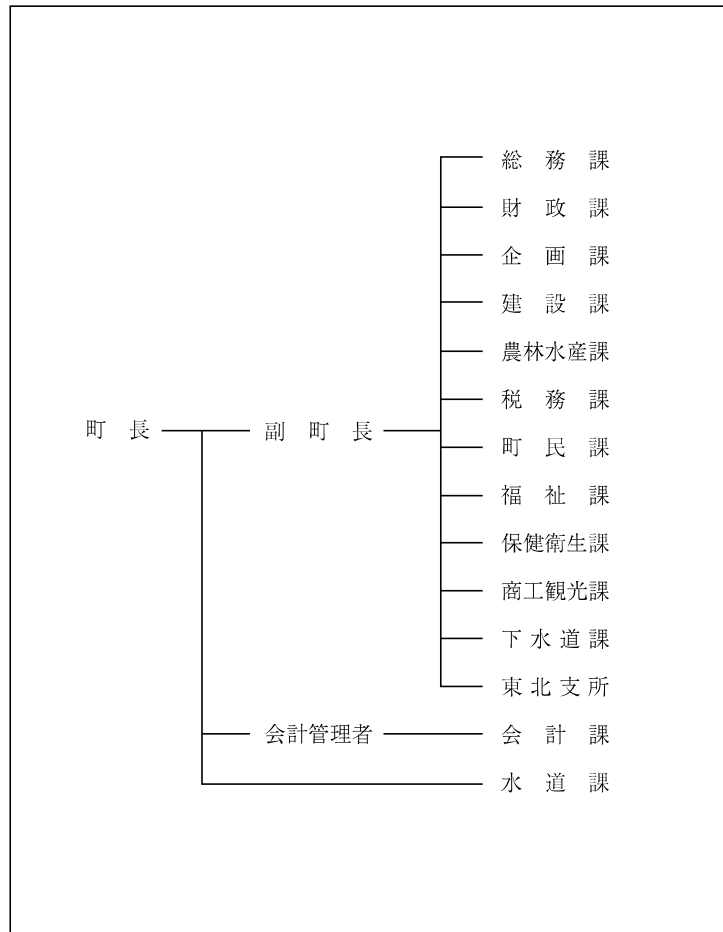 総務課
財政課
企画課
建設課
農林水産課
税務課
町長 副町長 町民課
福祉課
保健衛生課
商工観光課
下水道課
東北支所
会計管理者 会計課
水道課